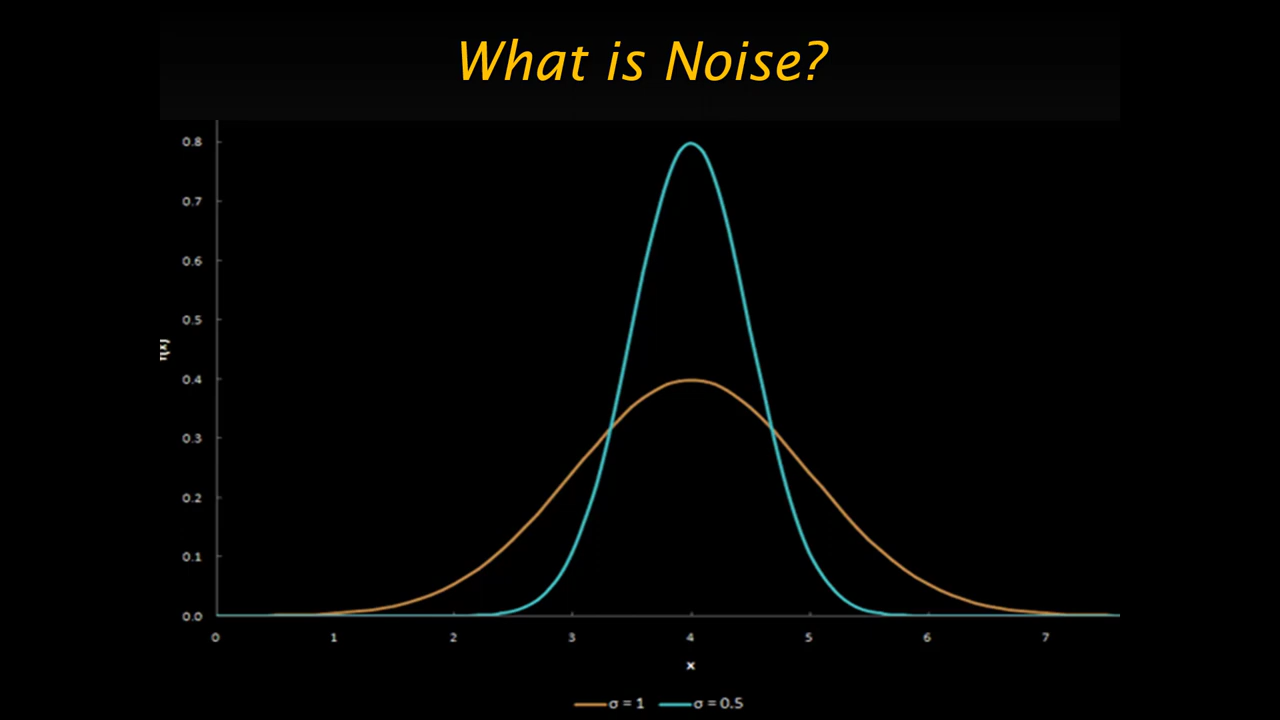 What is Noise?
0.8
0.7
0.6
0.5
f(x)
0.4
0.3
0.2
0.1
0.0
0 1 2 3 4 5 6 7
x
σ = 1 σ = 0.5